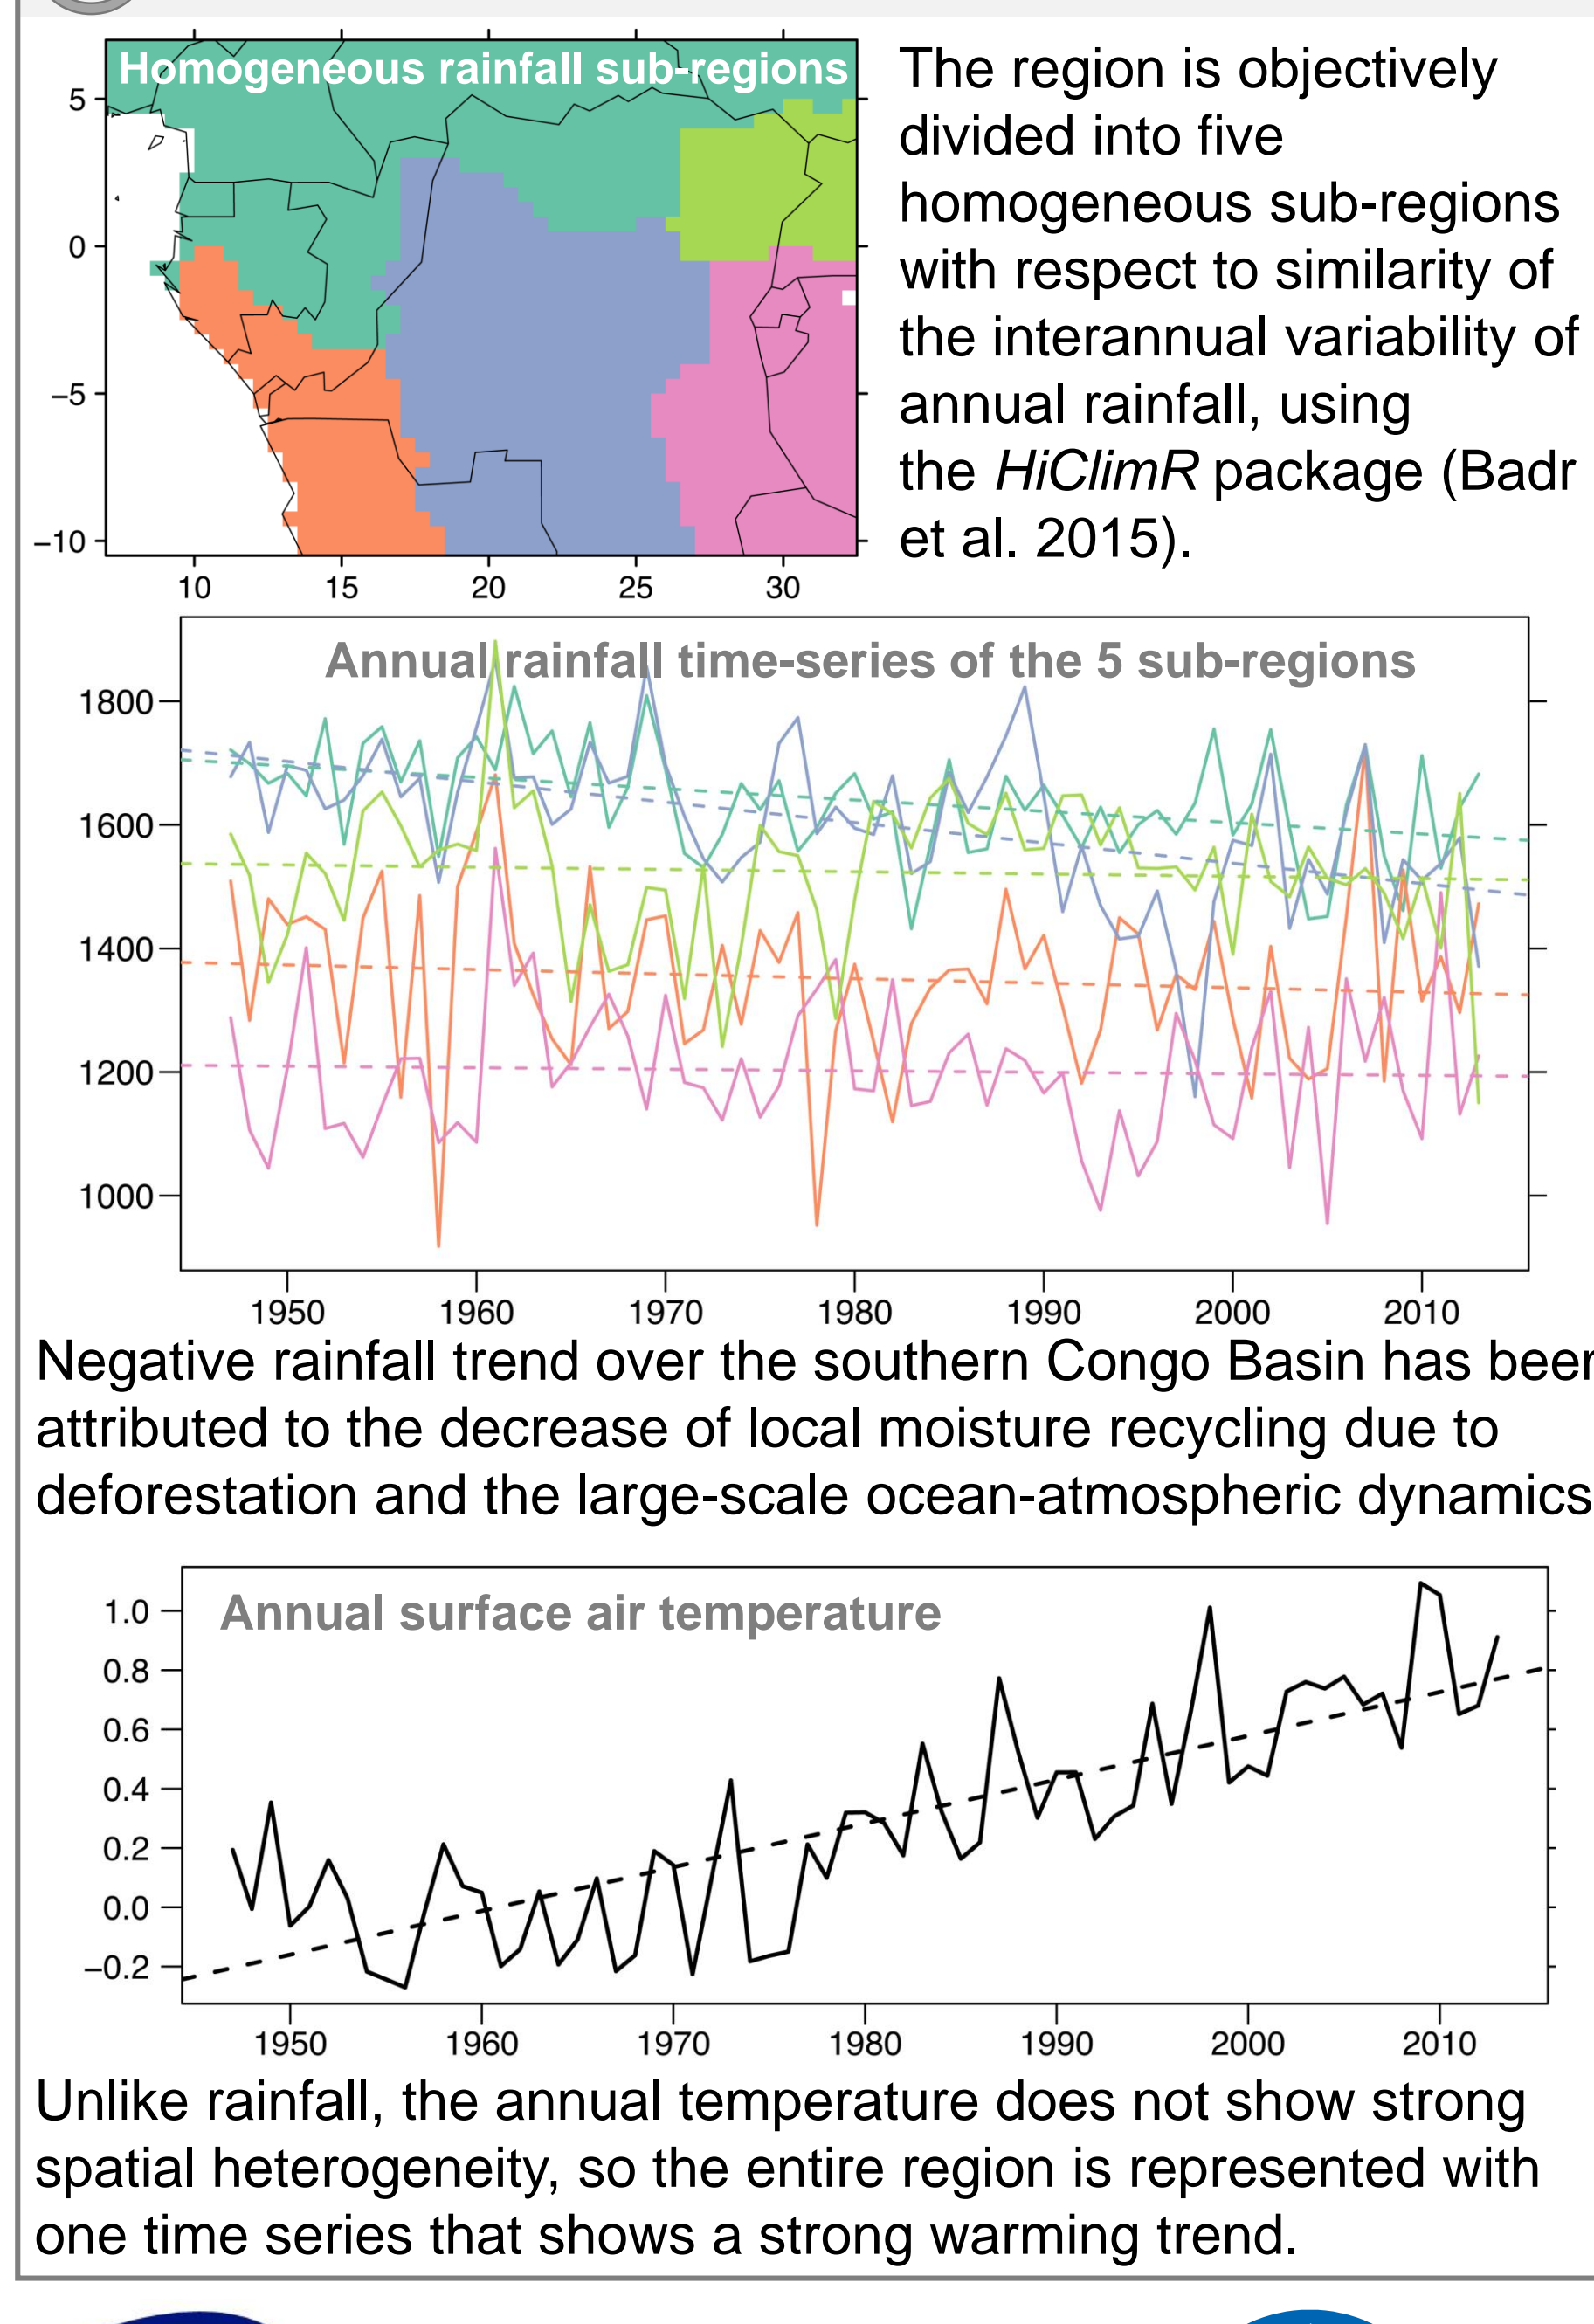 Homogeneous rainfall sub-regions
5
0
−5
−10
10 15 20 25 30
The region is objectively
divided into five
homogeneous sub-regions
with respect to similarity of
the interannual variability of
annual rainfall, using
the HiClimR package (Badr
et al. 2015).
Annual rainfall time-series of the 5 sub-regions
1800
1600
1400
1200
1000
1950 1960 1970 1980 1990 2000 2010
Negative rainfall trend over the southern Congo Basin has been
attributed to the decrease of local moisture recycling due to
deforestation and the large-scale ocean-atmospheric dynamics
Annual surface air temperature
1.0
0.8
0.6
0.4
0.2
0.0
−0.2
1950 1960 1970 1980 1990 2000 2010
Unlike rainfall, the annual temperature does not show strong
spatial heterogeneity, so the entire region is represented with
one time series that shows a strong warming trend.